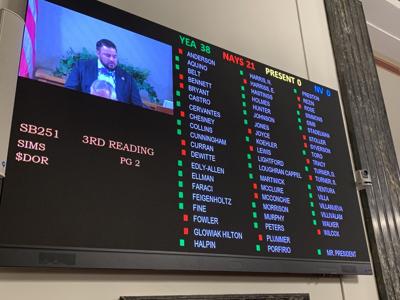 YEA 38 NAYS 21 PRESENT 0 NV 0
SB251 3RD READING
SIMS PG 2
$DOR
ANDERSON
AQUINO
BELT
BENNETT
BRYANT
CASTRO
CERVANTES
CHESNEY
COLLINS
CUNNINGHAM
CURRAN
DEWITTE
EDLY-ALLEN
ELLMAN
FARACI
FEIGENHOLTZ
FINE
FOWLER
GLOWIAK HILTON
HALPIN
HARRIS, N.
HARRISS, E.
HASTINGS
HOLMES
HUNTER
JOHNSON
JONES
JOYCE
KOEHLER
LEWIS
LIGHTFORD
LOUGHRAN CAPPEL
MARTWICK
MCCLURE
MCCONCHIE
MORRISON
MURPHY
PETERS
PLUMMER
PORFIRIO
PRESTON
REZIN
ROSE
SIMMONS
SIMS
STADELMAN
STOLLER
SYVERSON
TORO
TRACY
TURNER, D.
TURNER, S.
VENTURA
VILLA
VILLANUEVA
VILLIVALAM
WALKER
WILCOX
MR. PRESIDENT